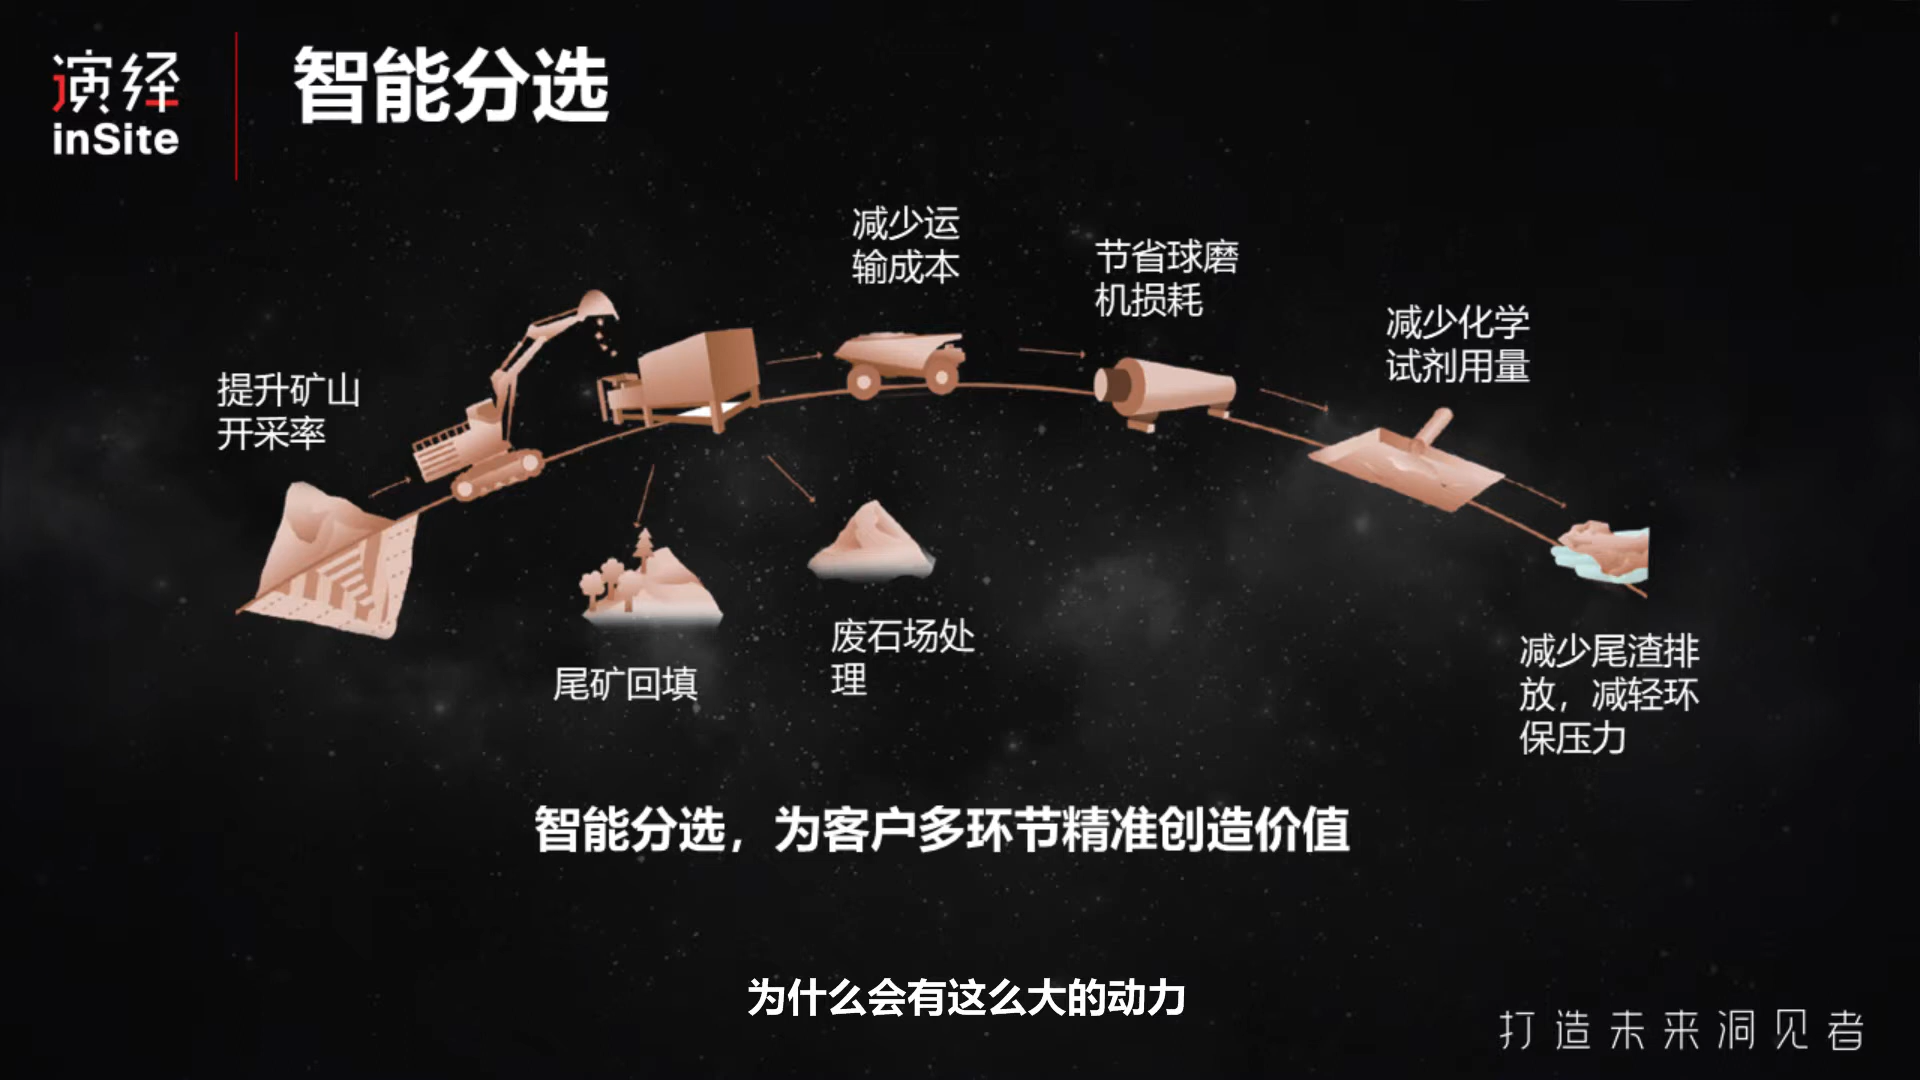 演经
inSite
智能分选
减少运
输成本
节省球磨
机损耗
减少化学
试剂用量
提升矿山
开采率
尾矿回填
废石场处
理
减少尾渣排
放，减轻环
保压力
智能分选，为客户多环节精准创造价值
为什么会有这么大的动力
打造未来洞见者